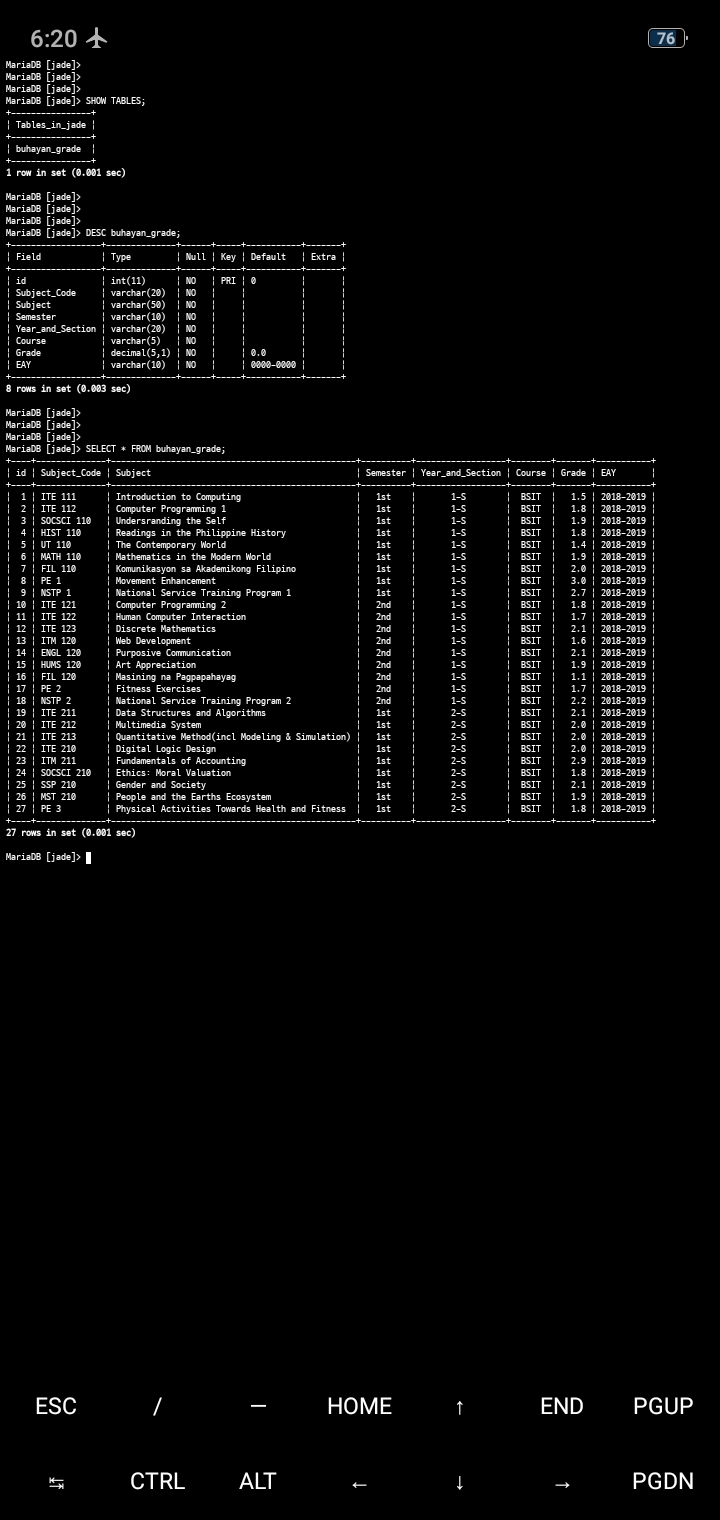 6:20 76
MariaDB [jade]>
MariaDB [jade]>
MariaDB [jade]>
MariaDB [jade]> SHOW TABLES;
+----------------+
¦ Tables_in_jade ¦
+----------------+
¦ buhayan_grade  ¦
+----------------+
1 row in set (0.001 sec)
MariaDB [jade]>
MariaDB [jade]>
MariaDB [jade]>
MariaDB [jade]> DESC buhayan_grade;
+------------------+--------------+------+-----+-----------+-------+
¦ Field            ¦ Type         ¦ Null ¦ Key ¦ Default   ¦ Extra ¦
+------------------+--------------+------+-----+-----------+-------+
¦ id               ¦ int(11)      ¦ NO   ¦ PRI ¦ 0         ¦       ¦
¦ Subject_Code     ¦ varchar(20)  ¦ NO   ¦     ¦           ¦       ¦
¦ Subject          ¦ varchar(50)  ¦ NO   ¦     ¦           ¦       ¦
¦ Semester         ¦ varchar(10)  ¦ NO   ¦     ¦           ¦       ¦
¦ Year_and_Section ¦ varchar(20)  ¦ NO   ¦     ¦           ¦       ¦
¦ Course           ¦ varchar(5)   ¦ NO   ¦     ¦           ¦       ¦
¦ Grade            ¦ decimal(5,1) ¦ NO   ¦     ¦ 0.0       ¦       ¦
¦ EAY              ¦ varchar(10)  ¦ NO   ¦     ¦ 0000-0000 ¦       ¦
+------------------+--------------+------+-----+-----------+-------+
8 rows in set (0.003 sec)
MariaDB [jade]>
MariaDB [jade]>
MariaDB [jade]>
MariaDB [jade]> SELECT * FROM buhayan_grade;
+----+--------------+-------------------------------------------------+----------+------------------+--------+-------+-----------+
¦ id ¦ Subject_Code ¦ Subject ¦ Semester ¦ Year_and_Section ¦ Course ¦ Grade ¦ EAY ¦
+----+--------------+-------------------------------------------------+----------+------------------+--------+-------+-----------+
¦ 1 ¦ ITE 111 ¦ Introduction to Computing ¦ 1st ¦ 1-S ¦ BSIT ¦ 1.5 ¦ 2018-2019 ¦
¦ 2 ¦ ITE 112 ¦ Computer Programming 1 ¦ 1st ¦ 1-S ¦ BSIT ¦ 1.8 ¦ 2018-2019 ¦
¦ 3 ¦ SOCSCI 110 ¦ Undersranding the Self ¦ 1st ¦ 1-S ¦ BSIT ¦ 1.9 ¦ 2018-2019 ¦
¦ 4 ¦ HIST 110 ¦ Readings in the Philippine History ¦ 1st ¦ 1-S ¦ BSIT ¦ 1.8 ¦ 2018-2019 ¦
¦ 5 ¦ UT 110 ¦ The Contemporary World ¦ 1st ¦ 1-S ¦ BSIT ¦ 1.4 ¦ 2018-2019 ¦
¦ 6 ¦ MATH 110 ¦ Mathematics in the Modern World ¦ 1st ¦ 1-S ¦ BSIT ¦ 1.9 ¦ 2018-2019 ¦
¦ 7 ¦ FIL 110 ¦ Komunikasyon sa Akademikong Filipino ¦ 1st ¦ 1-S ¦ BSIT ¦ 2.0 ¦ 2018-2019 ¦
¦ 8 ¦ PE 1 ¦ Movement Enhancement ¦ 1st ¦ 1-S ¦ BSIT ¦ 3.0 ¦ 2018-2019 ¦
¦ 9 ¦ NSTP 1 ¦ National Service Training Program 1 ¦ 1st ¦ 1-S ¦ BSIT ¦ 2.7 ¦ 2018-2019 ¦
¦ 10 ¦ ITE 121 ¦ Computer Programming 2 ¦ 2nd ¦ 1-S ¦ BSIT ¦ 1.8 ¦ 2018-2019 ¦
¦ 11 ¦ ITE 122 ¦ Human Computer Interaction ¦ 2nd ¦ 1-S ¦ BSIT ¦ 1.7 ¦ 2018-2019 ¦
¦ 12 ¦ ITE 123 ¦ Discrete Mathematics ¦ 2nd ¦ 1-S ¦ BSIT ¦ 2.1 ¦ 2018-2019 ¦
¦ 13 ¦ ITM 120 ¦ Web Development ¦ 2nd ¦ 1-S ¦ BSIT ¦ 1.6 ¦ 2018-2019 ¦
¦ 14 ¦ ENGL 120 ¦ Purposive Communication ¦ 2nd ¦ 1-S ¦ BSIT ¦ 2.1 ¦ 2018-2019 ¦
¦ 15 ¦ HUMS 120 ¦ Art Appreciation ¦ 2nd ¦ 1-S ¦ BSIT ¦ 1.9 ¦ 2018-2019 ¦
¦ 16 ¦ FIL 120 ¦ Masining na Pagpapahayag ¦ 2nd ¦ 1-S ¦ BSIT ¦ 1.1 ¦ 2018-2019 ¦
¦ 17 ¦ PE 2 ¦ Fitness Exercises ¦ 2nd ¦ 1-S ¦ BSIT ¦ 1.7 ¦ 2018-2019 ¦
¦ 18 ¦ NSTP 2 ¦ National Service Training Program 2 ¦ 2nd ¦ 1-S ¦ BSIT ¦ 2.2 ¦ 2018-2019 ¦
¦ 19 ¦ ITE 211 ¦ Data Structures and Algorithms ¦ 1st ¦ 2-S ¦ BSIT ¦ 2.1 ¦ 2018-2019 ¦
¦ 20 ¦ ITE 212 ¦ Multimedia System ¦ 1st ¦ 2-S ¦ BSIT ¦ 2.0 ¦ 2018-2019 ¦
¦ 21 ¦ ITE 213 ¦ Quantitative Method(incl Modeling & Simulation) ¦ 1st ¦ 2-S ¦ BSIT ¦ 2.0 ¦ 2018-2019 ¦
¦ 22 ¦ ITE 210 ¦ Digital Logic Design ¦ 1st ¦ 2-S ¦ BSIT ¦ 2.0 ¦ 2018-2019 ¦
¦ 23 ¦ ITM 211 ¦ Fundamentals of Accounting ¦ 1st ¦ 2-S ¦ BSIT ¦ 2.9 ¦ 2018-2019 ¦
¦ 24 ¦ SOCSCI 210 ¦ Ethics: Moral Valuation ¦ 1st ¦ 2-S ¦ BSIT ¦ 1.8 ¦ 2018-2019 ¦
¦ 25 ¦ SSP 210 ¦ Gender and Society ¦ 1st ¦ 2-S ¦ BSIT ¦ 2.1 ¦ 2018-2019 ¦
¦ 26 ¦ MST 210 ¦ People and the Earths Ecosystem ¦ 1st ¦ 2-S ¦ BSIT ¦ 1.9 ¦ 2018-2019 ¦
¦ 27 ¦ PE 3 ¦ Physical Activities Towards Health and Fitness ¦ 1st ¦ 2-S ¦ BSIT ¦ 1.8 ¦ 2018-2019 ¦
+----+--------------+-------------------------------------------------+----------+------------------+--------+-------+-----------+
27 rows in set (0.001 sec)
MariaDB [jade]>
ESC / — HOME ↑ END PGUP
↹ CTRL ALT ← ↓ → PGDN